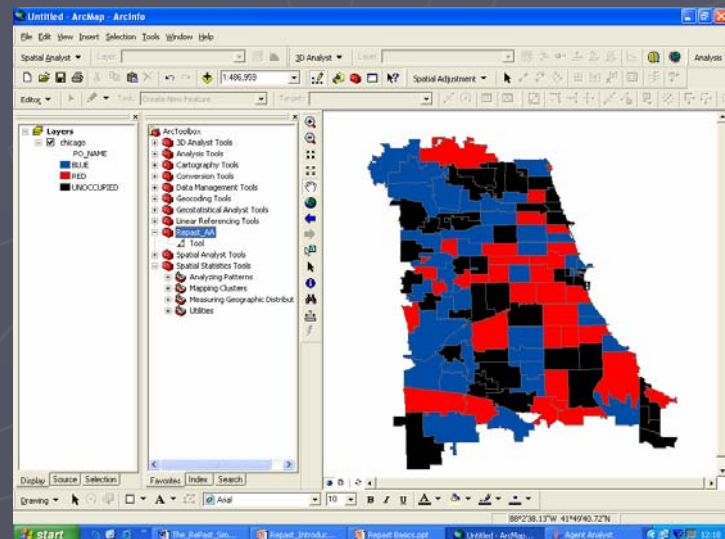 Untitled - ArcMap - ArcInfo
File Edit View Insert Selection Tools Window Help
Spatial Analyst Layer: 3D Analyst Layer: Analysis
1:486,959 Spatial Adjustment
Editor Task: Create New Feature Target:
Layers
chicago
PO_NAME
BLUE
RED
UNOCCUPIED
Display Source Selection
ArcToolbox
3D Analyst Tools
Analysis Tools
Cartography Tools
Conversion Tools
Data Management Tools
Geocoding Tools
Geostatistical Analyst Tools
Linear Referencing Tools
Repast_AA
Tool
Spatial Analyst Tools
Spatial Statistics Tools
Analyzing Patterns
Mapping Clusters
Measuring Geographic Distribut
Utilities
Favorites Index Search
Drawing A Arial 10 B I U A
88°2'38.13"W 41°49'40.72"N
start The_RePast_Sim... Repast_Introduc... Repast Basics.ppt Untitled - ArcMap... Agent Analyst 12:18